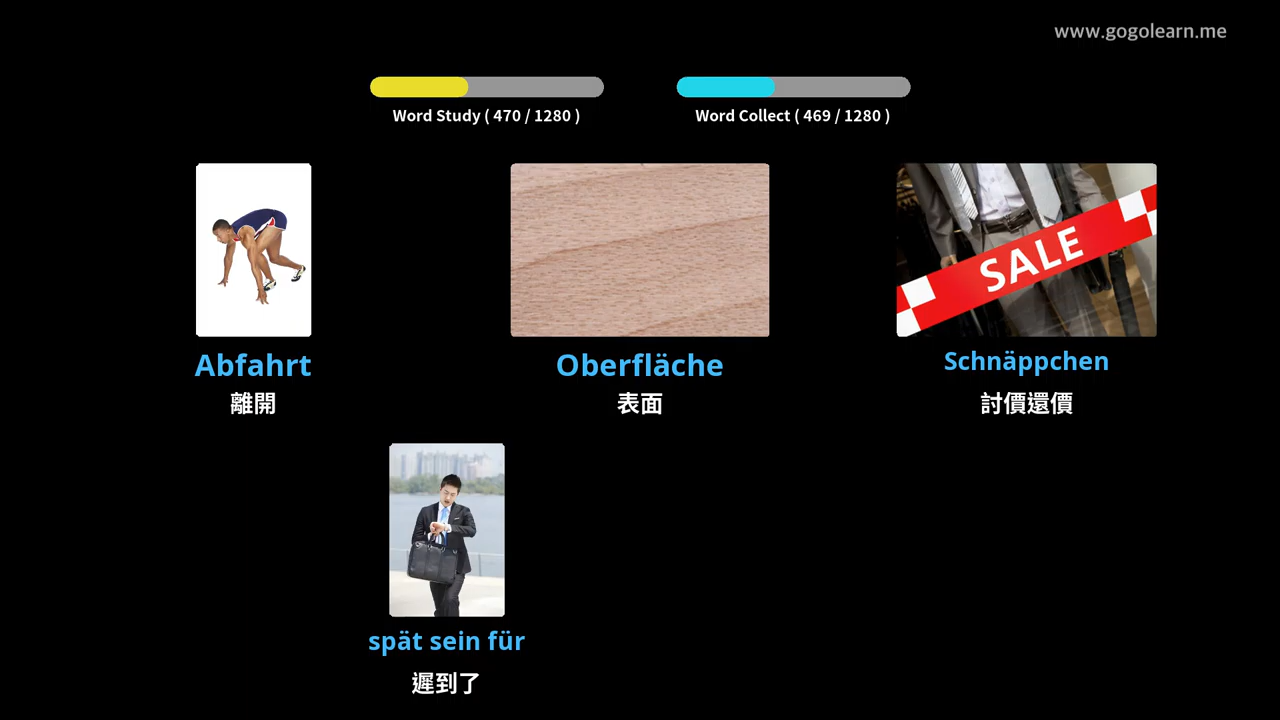 www.gogolearn.me
Word Study ( 470 / 1280 )
Word Collect ( 469 / 1280 )
SALE
Abfahrt
離開
Oberfläche
表面
Schnäppchen
討價還價
spät sein für
遲到了